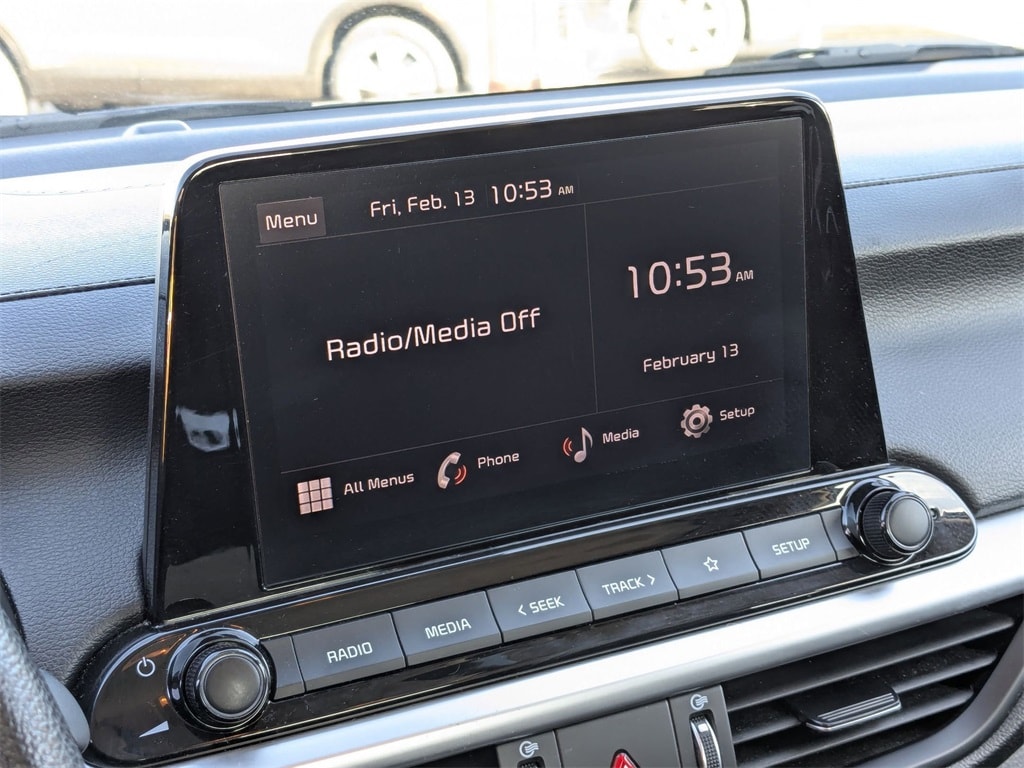 Menu Fri, Feb. 13 10:53 AM
10:53 AM
Radio/Media Off
February 13
All Menus Phone Media Setup
RADIO MEDIA < SEEK TRACK > SETUP